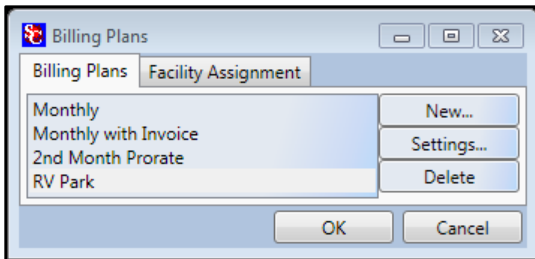 SC Billing Plans
Billing Plans Facility Assignment
Monthly
Monthly with Invoice
2nd Month Prorate
RV Park
New...
Settings...
Delete
OK Cancel